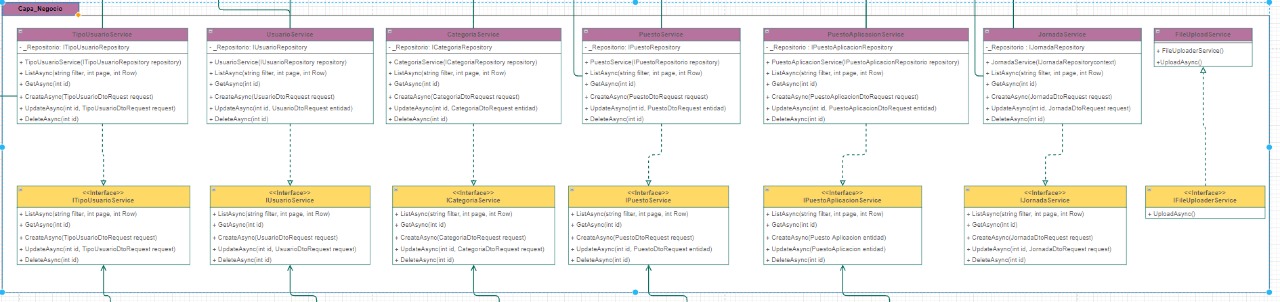 Capa_Negocio
TipoUsuarioService
- _Repositorio: ITipoUsuarioRepository
+ TipoUsuarioService(ITipoUsuarioRepository repository)
+ ListAsync(string filter, int page, int Row)
+ GetAsync(int id)
+ CreateAsync(TipoUsuarioDtoRequest request)
+ UpdateAsync(int id, TipoUsuarioDtoRequest request)
+ DeleteAsync(int id)
UsuarioService
- _Repositorio: IUsuarioRepository
+ UsuarioService(IUsuarioRepository repository)
+ ListAsync(string filter, int page, int Row)
+ GetAsync(int id)
+ CreateAsync(UsuarioDtoRequest request)
+ UpdateAsync(int id, UsuarioDtoRequest entidad)
+ DeleteAsync(int id)
CategoriaService
- _Repositorio: ICategoriaRepository
+ CategoriaService(ICategoriaRepository repository)
+ ListAsync(string filter, int page, int Row)
+ GetAsync(int id)
+ CreateAsync(CategoriaDtoRequest request)
+ UpdateAsync(int id, CategoriaDtoRequest entidad)
+ DeleteAsync(int id)
PuestoService
- _Repositorio : IPuestoRepository
+ PuestoService(IPuestoRepository repository)
+ ListAsync(string filter, int page, int Row)
+ GetAsync(int id)
+ CreateAsync(PuestoDtoRequest request)
+ UpdateAsync(int id, PuestoDtoRequest entidad)
+ DeleteAsync(int id)
PuestoAplicacionService
- _Repositorio : IPuestoAplicacionRepository
+ PuestoAplicacionService(IPuestoAplicacionRepository repositorio)
+ ListAsync(string filter, int page, int Row)
+ GetAsync(int id)
+ CreateAsync(PuestoAplicacionDtoRequest request)
+ UpdateAsync(int id, PuestoAplicacionDtoRequest entidad)
+ DeleteAsync(int id)
JornadaService
- _Repositorio: IJornadaRepository
+ JornadaService(IJornadaRepositorycontext)
+ ListAsync(string filter, int page, int Row)
+ GetAsync(int id)
+ CreateAsync(JornadaDtoRequest request)
+ UpdateAsync(int id, JornadaDtoRequest request)
+ DeleteAsync(int id)
FileUploadService
+ FileUploaderService()
+UploadAsync()
<<Interface>>
ITipoUsuarioService
+ ListAsync(string filter, int page, int Row)
+ GetAsync(int id)
+ CreateAsync(TipoUsuarioDtoRequest request)
+ UpdateAsync(int id, TipoUsuarioDtoRequest request)
+ DeleteAsync(int id)
<<Interface>>
IUsuarioService
+ ListAsync(string filter, int page, int Row)
+ GetAsync(int id)
+ CreateAsync(UsuarioDtoRequest request)
+ UpdateAsync(int id, UsuarioDtoRequest request)
+ DeleteAsync(int id)
<<Interface>>
ICategoriaService
+ ListAsync(string filter, int page, int Row)
+ GetAsync(int id)
+ CreateAsync(CategoriaDtoRequest request)
+ UpdateAsync(int id, CategoriaDtoRequest entidad)
+ DeleteAsync(int id)
<<Interface>>
IPuestoService
+ ListAsync(string filter, int page, int Row)
+ GetAsync(int id)
+ CreateAsync(PuestoDtoRequest request)
+ UpdateAsync(int id, PuestoDtoRequest entidad)
+ DeleteAsync(int id)
<<Interface>>
IPuestoAplicacionService
+ ListAsync(string filter, int page, int Row)
+ GetAsync(int id)
+ CreateAsync(Puesto Aplicacion entidad)
+ UpdateAsync(PuestoAplicacion entidad)
+ DeleteAsync(int id)
<<Interface>>
IJornadaService
+ ListAsync(string filter, int page, int Row)
+ GetAsync(int id)
+ CreateAsync(JornadaDtoRequest request)
+ UpdateAsync(int id, JornadaDtoRequest request)
+ DeleteAsync(int id)
<<Interface>>
IFileUploaderService
+ UploadAsync()